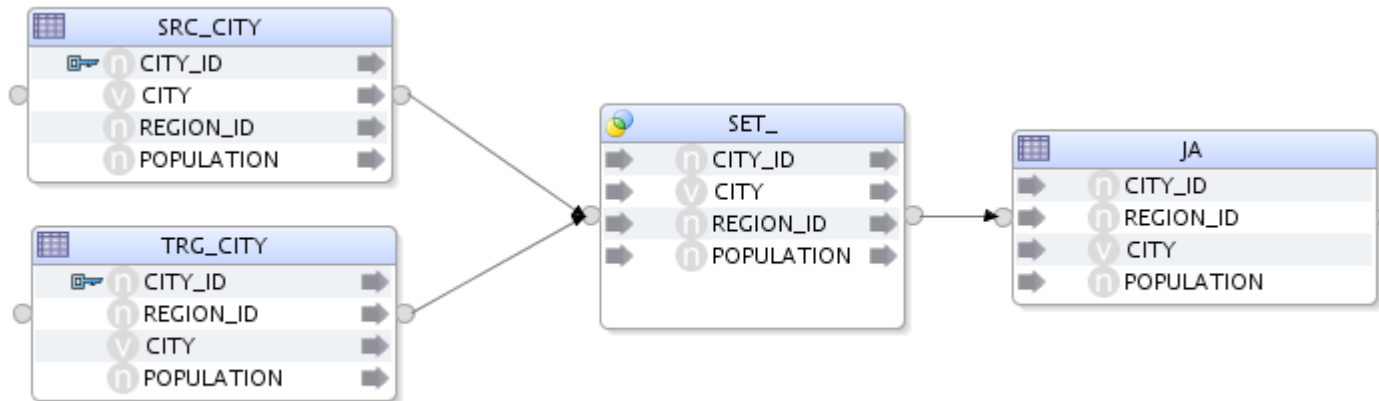 SRC_CITY
n CITY_ID
v CITY
n REGION_ID
n POPULATION
TRG_CITY
n CITY_ID
n REGION_ID
v CITY
n POPULATION
SET_
n CITY_ID
v CITY
n REGION_ID
n POPULATION
JA
n CITY_ID
n REGION_ID
v CITY
n POPULATION